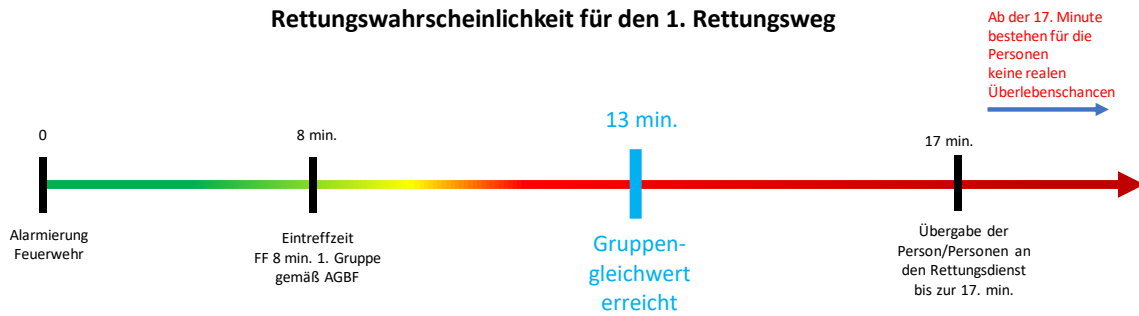 Rettungswahrscheinlichkeit für den 1. Rettungsweg
Ab der 17. Minute
bestehen für die
Personen
keine realen
Überlebenschancen
0
8 min.
13 min.
17 min.
Alarmierung
Feuerwehr
Eintreffzeit
FF 8 min. 1. Gruppe
gemäß AGBF
Gruppen-
gleichwert
erreicht
Übergabe der
Person/Personen an
den Rettungsdienst
bis zur 17. min.